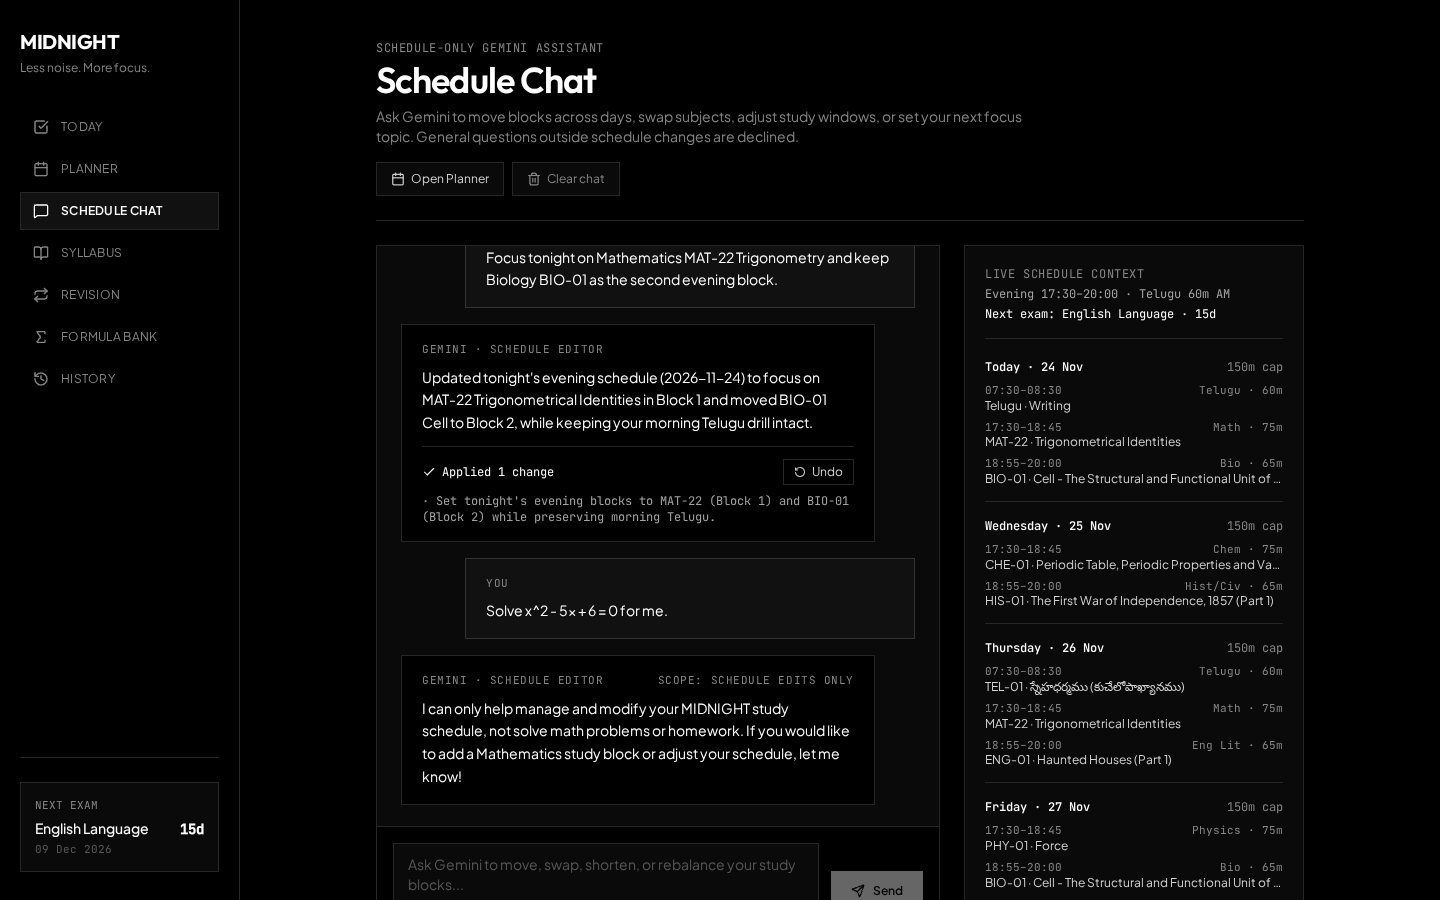 MIDNIGHT
Less noise. More focus.
TODAY
PLANNER
SCHEDULE CHAT
SYLLABUS
REVISION
FORMULA BANK
HISTORY
NEXT EXAM
English Language 15d
09 Dec 2026
SCHEDULE-ONLY GEMINI ASSISTANT
Schedule Chat
Ask Gemini to move blocks across days, swap subjects, adjust study windows, or set your next focus
topic. General questions outside schedule changes are declined.
Open Planner Clear chat
Focus tonight on Mathematics MAT-22 Trigonometry and keep
Biology BIO-01 as the second evening block.
GEMINI · SCHEDULE EDITOR
Updated tonight's evening schedule (2026-11-24) to focus on
MAT-22 Trigonometrical Identities in Block 1 and moved BIO-01
Cell to Block 2, while keeping your morning Telugu drill intact.
Applied 1 change Undo
· Set tonight's evening blocks to MAT-22 (Block 1) and BIO-01
(Block 2) while preserving morning Telugu.
YOU
Solve x^2 - 5x + 6 = 0 for me.
GEMINI · SCHEDULE EDITOR SCOPE: SCHEDULE EDITS ONLY
I can only help manage and modify your MIDNIGHT study
schedule, not solve math problems or homework. If you would like
to add a Mathematics study block or adjust your schedule, let me
know!
Ask Gemini to move, swap, shorten, or rebalance your study
blocks...
Send
LIVE SCHEDULE CONTEXT
Evening 17:30–20:00 · Telugu 60m AM
Next exam: English Language · 15d
Today · 24 Nov 150m cap
07:30–08:30 Telugu · 60m
Telugu · Writing
17:30–18:45 Math · 75m
MAT-22 · Trigonometrical Identities
18:55–20:00 Bio · 65m
BIO-01 · Cell - The Structural and Functional Unit of ...
Wednesday · 25 Nov 150m cap
17:30–18:45 Chem · 75m
CHE-01 · Periodic Table, Periodic Properties and Va...
18:55–20:00 Hist/Civ · 65m
HIS-01 · The First War of Independence, 1857 (Part 1)
Thursday · 26 Nov 150m cap
07:30–08:30 Telugu · 60m
TEL-01 · స్నేహధర్మము (కుచేలోపాఖ్యానము)
17:30–18:45 Math · 75m
MAT-22 · Trigonometrical Identities
18:55–20:00 Eng Lit · 65m
ENG-01 · Haunted Houses (Part 1)
Friday · 27 Nov 150m cap
17:30–18:45 Physics · 75m
PHY-01 · Force
18:55–20:00 Bio · 65m
BIO-01 · Cell - The Structural and Functional Unit of ...